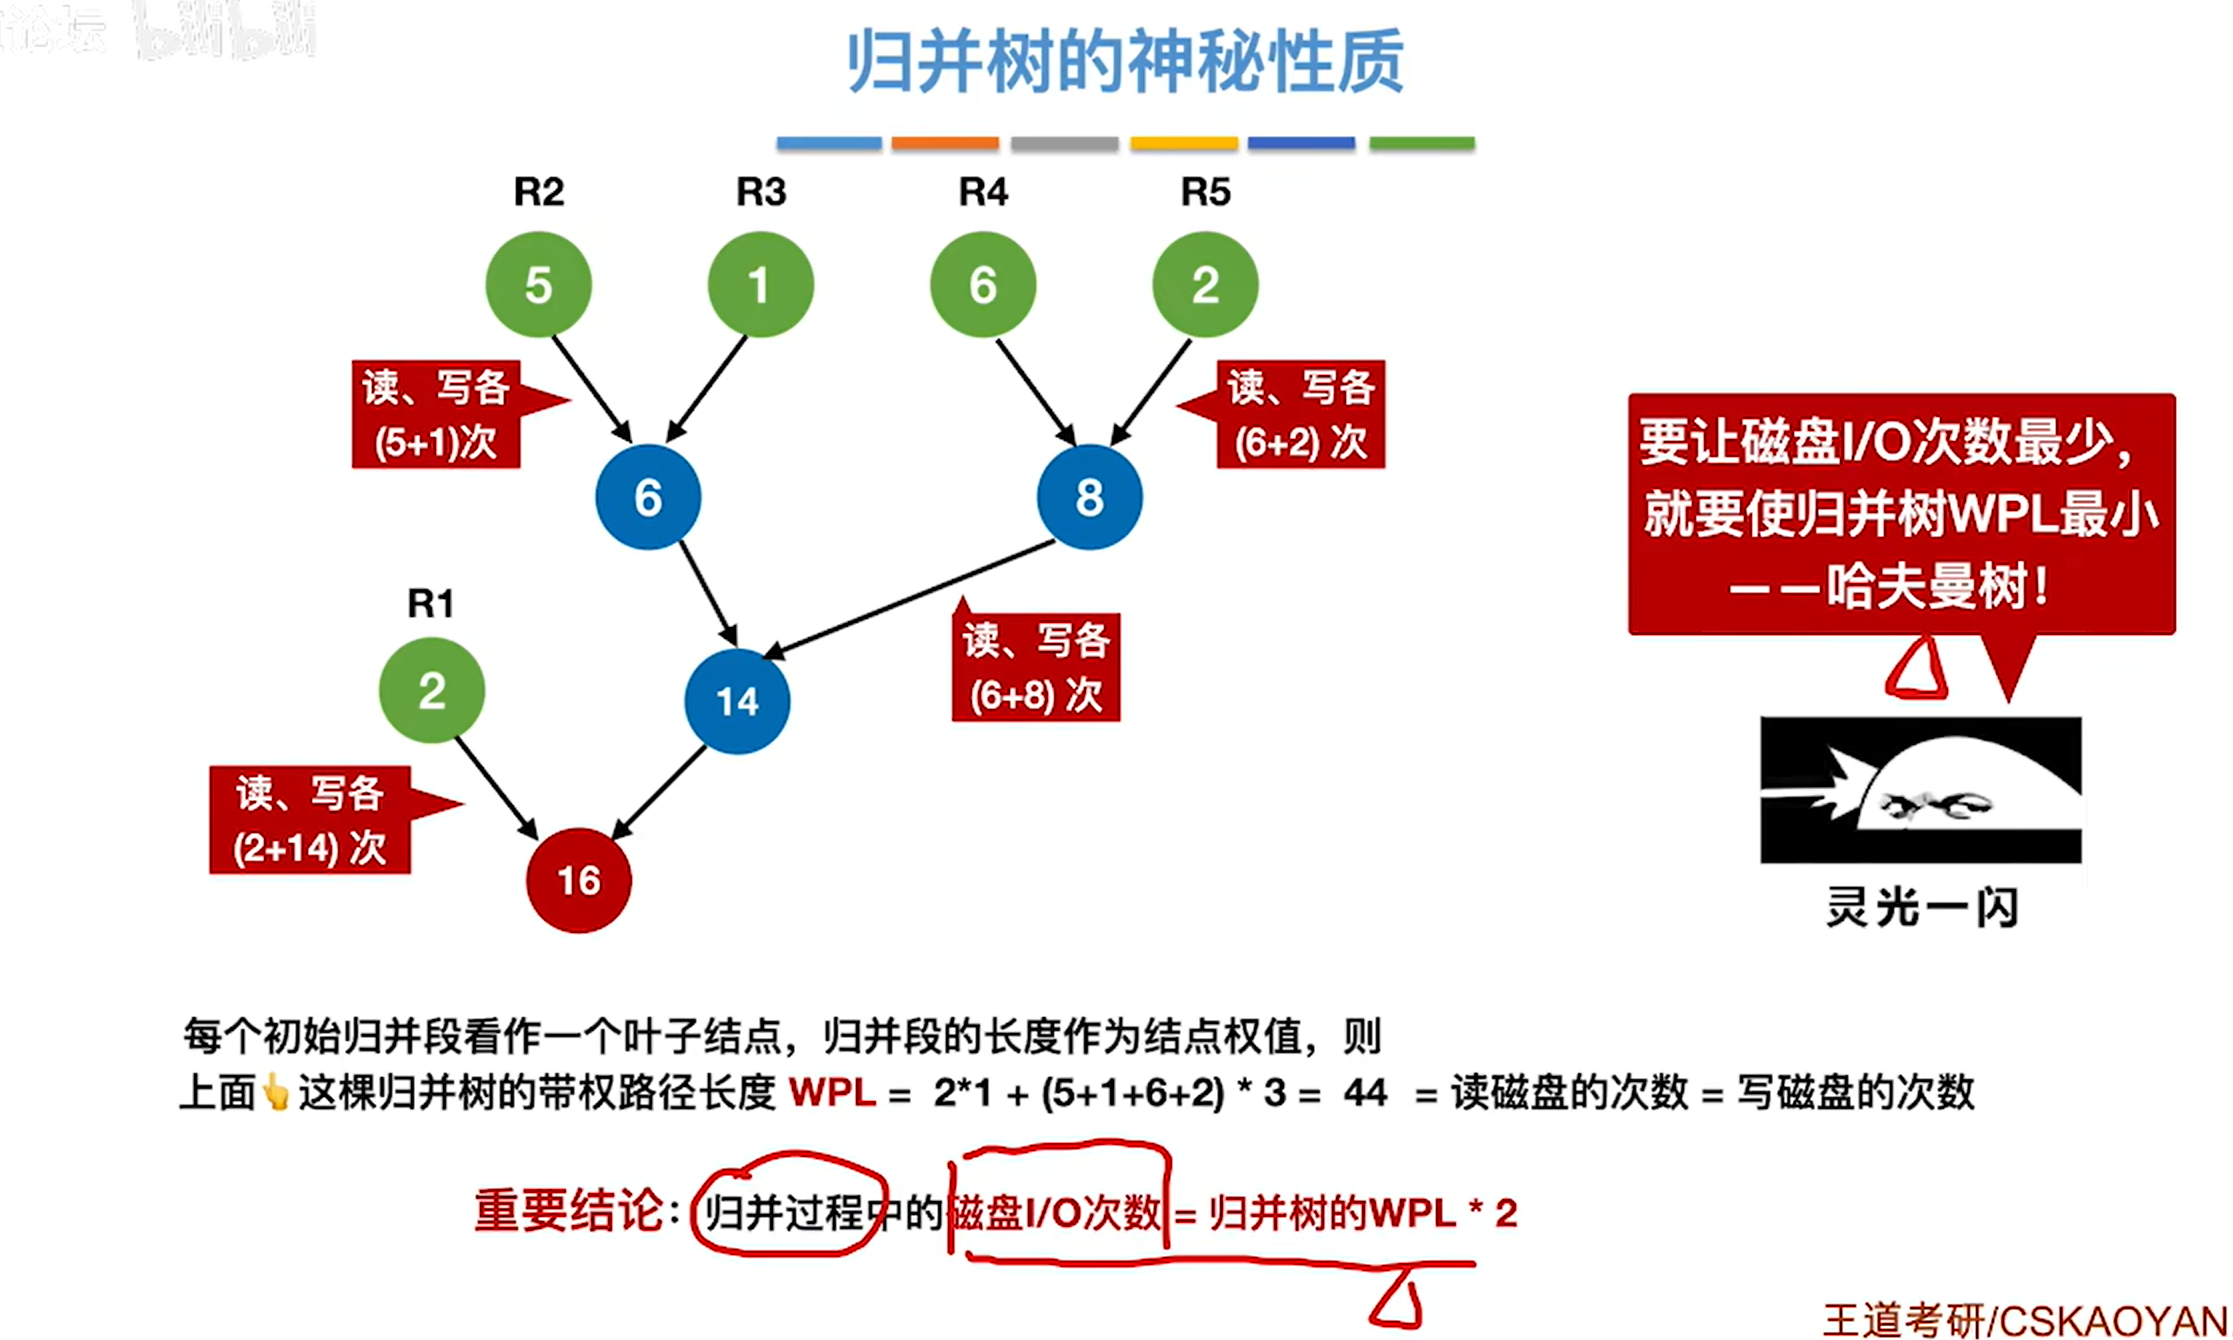 论坛 bilibili
归并树的神秘性质
R2 R3 R4 R5
5 1 6 2
读、写各
(5+1)次
读、写各
(6+2) 次
6 8
要让磁盘I/O次数最少，
就要使归并树WPL最小
——哈夫曼树！
R1
2 14
读、写各
(6+8) 次
读、写各
(2+14) 次
16
灵光一闪
每个初始归并段看作一个叶子结点，归并段的长度作为结点权值，则
上面👆这棵归并树的带权路径长度 WPL = 2*1 + (5+1+6+2) * 3 = 44 = 读磁盘的次数 = 写磁盘的次数
重要结论：归并过程中的磁盘I/O次数 = 归并树的WPL * 2
王道考研/CSKAOYAN